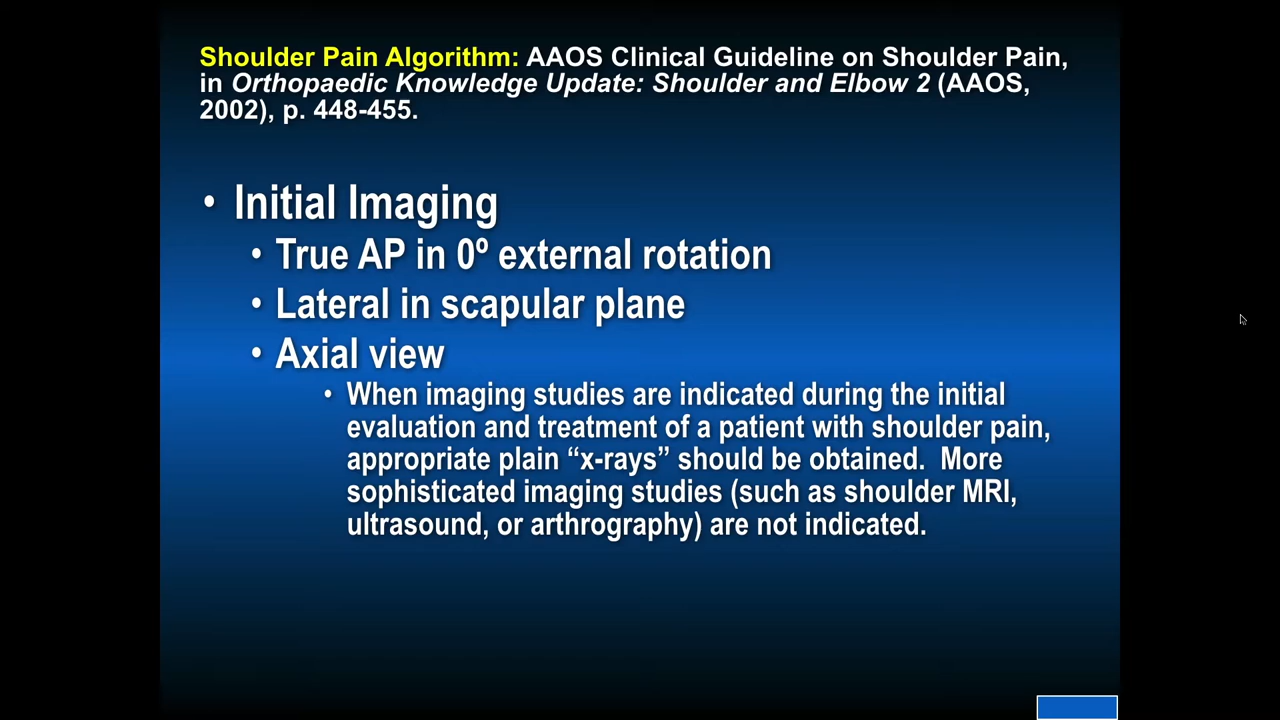 Shoulder Pain Algorithm: AAOS Clinical Guideline on Shoulder Pain,
in Orthopaedic Knowledge Update: Shoulder and Elbow 2 (AAOS,
2002), p. 448-455.
• Initial Imaging
• True AP in 0º external rotation
• Lateral in scapular plane
• Axial view
• When imaging studies are indicated during the initial
evaluation and treatment of a patient with shoulder pain,
appropriate plain “x-rays” should be obtained.  More
sophisticated imaging studies (such as shoulder MRI,
ultrasound, or arthrography) are not indicated.